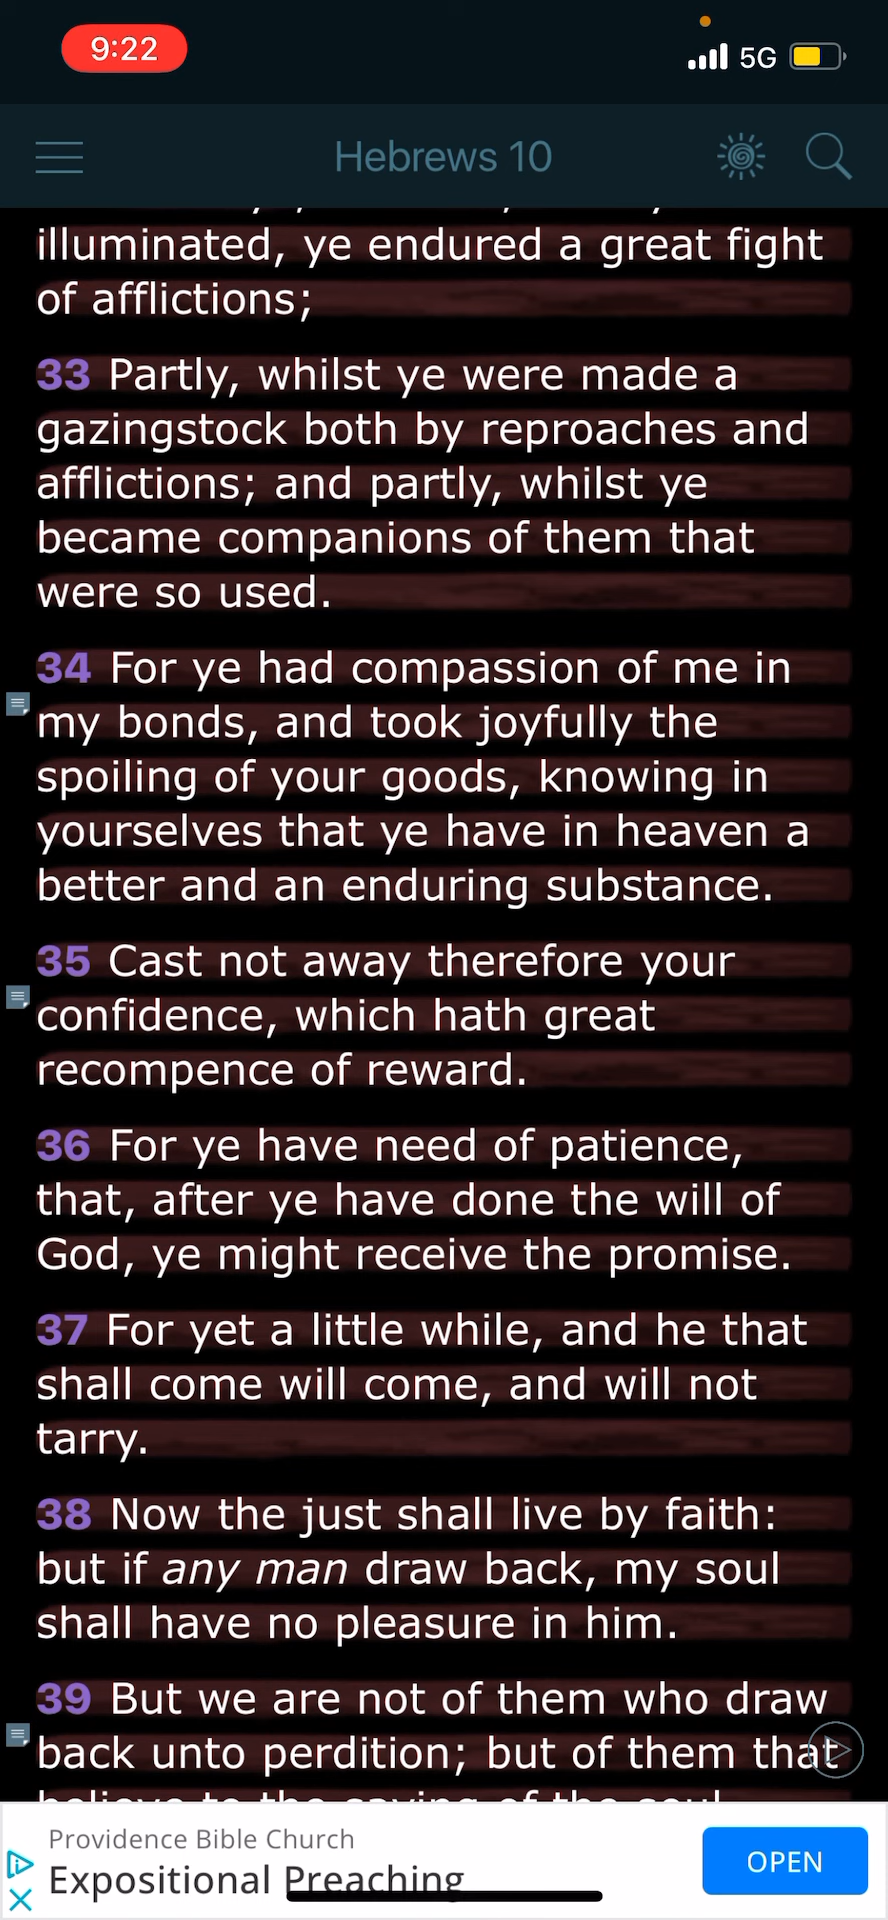 9:22
5G
Hebrews 10
illuminated, ye endured a great fight
of afflictions;
33 Partly, whilst ye were made a
gazingstock both by reproaches and
afflictions; and partly, whilst ye
became companions of them that
were so used.
34 For ye had compassion of me in
my bonds, and took joyfully the
spoiling of your goods, knowing in
yourselves that ye have in heaven a
better and an enduring substance.
35 Cast not away therefore your
confidence, which hath great
recompence of reward.
36 For ye have need of patience,
that, after ye have done the will of
God, ye might receive the promise.
37 For yet a little while, and he that
shall come will come, and will not
tarry.
38 Now the just shall live by faith:
but if any man draw back, my soul
shall have no pleasure in him.
39 But we are not of them who draw
back unto perdition; but of them that
believe to the saving of the soul
Providence Bible Church
Expositional Preaching
OPEN